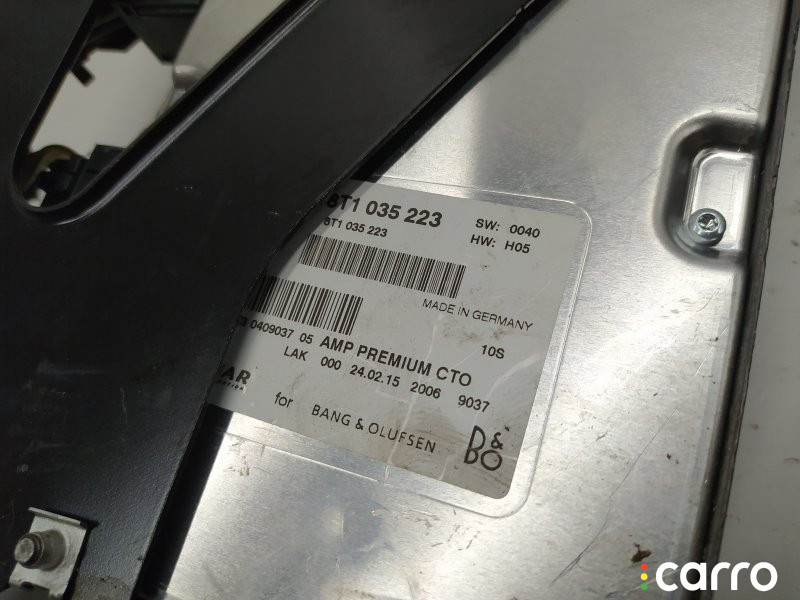 8T1 035 223
SW: 0040
8T1 035 223
HW: H05
MADE IN GERMANY
0409037 05 AMP PREMIUM CTO
10S
LAK 000 24.02.15 2006 9037
for BANG & OLUFSEN
B&O
carro